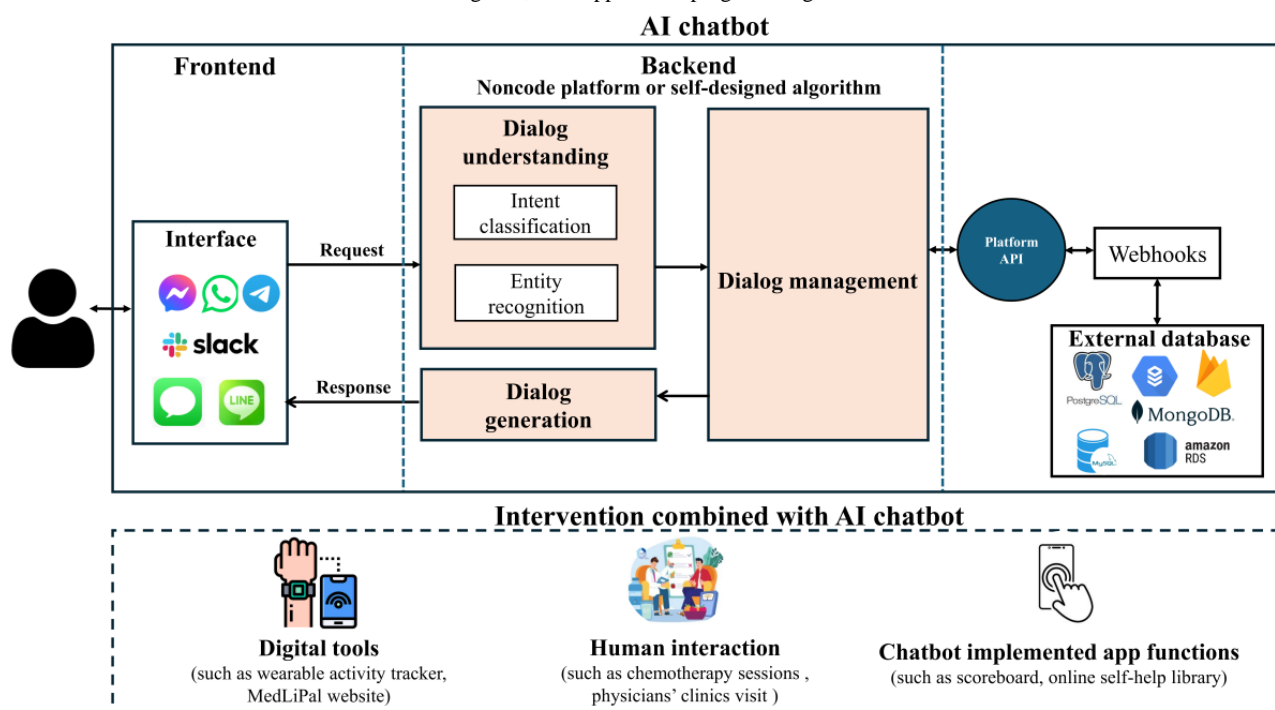 AI chatbot
Frontend
Backend
Noncode platform or self-designed algorithm
Dialog
understanding
Intent
classification
Entity
recognition
Interface
slack
LINE
Request
Response
Dialog
generation
Dialog management
Platform
API
Webhooks
External database
PostgreSQL
MongoDB.
MySQL
amazon
RDS
Intervention combined with AI chatbot
Digital tools
(such as wearable activity tracker,
MedLiPal website)
Human interaction
(such as chemotherapy sessions ,
physicians' clinics visit )
Chatbot implemented app functions
(such as scoreboard, online self-help library)